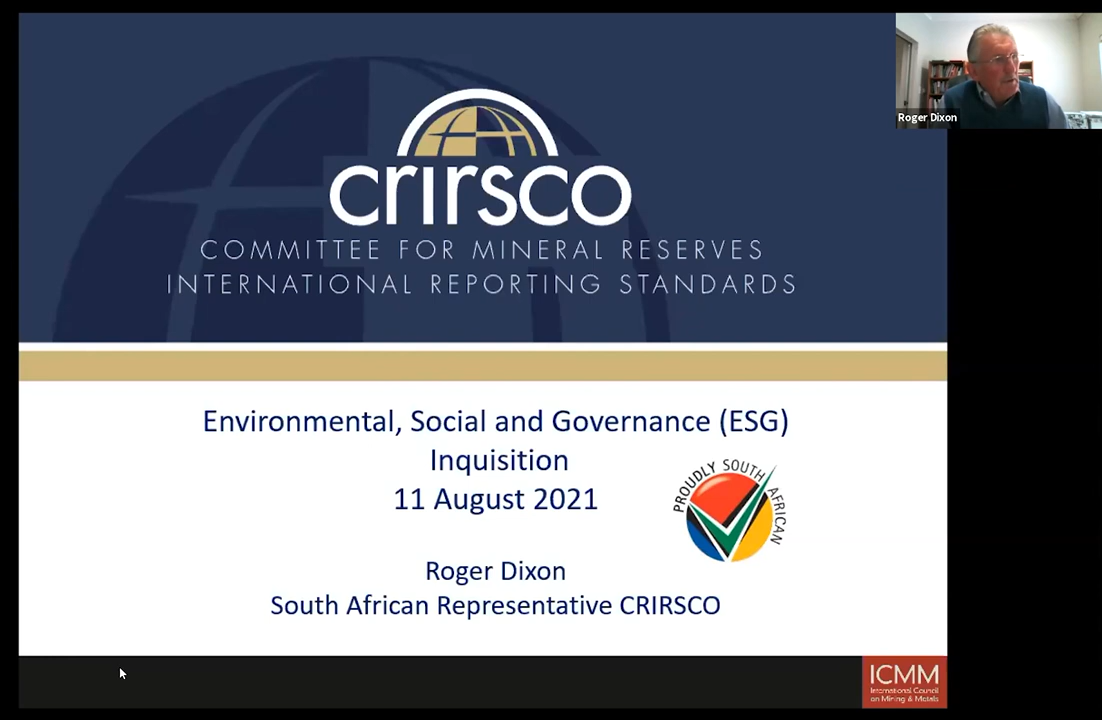 crirsco
COMMITTEE FOR MINERAL RESERVES
INTERNATIONAL REPORTING STANDARDS
Roger Dixon
Environmental, Social and Governance (ESG)
Inquisition
11 August 2021
PROUDLY SOUTH AFRICAN
Roger Dixon
South African Representative CRIRSCO
ICMM
International Council
on Mining & Metals